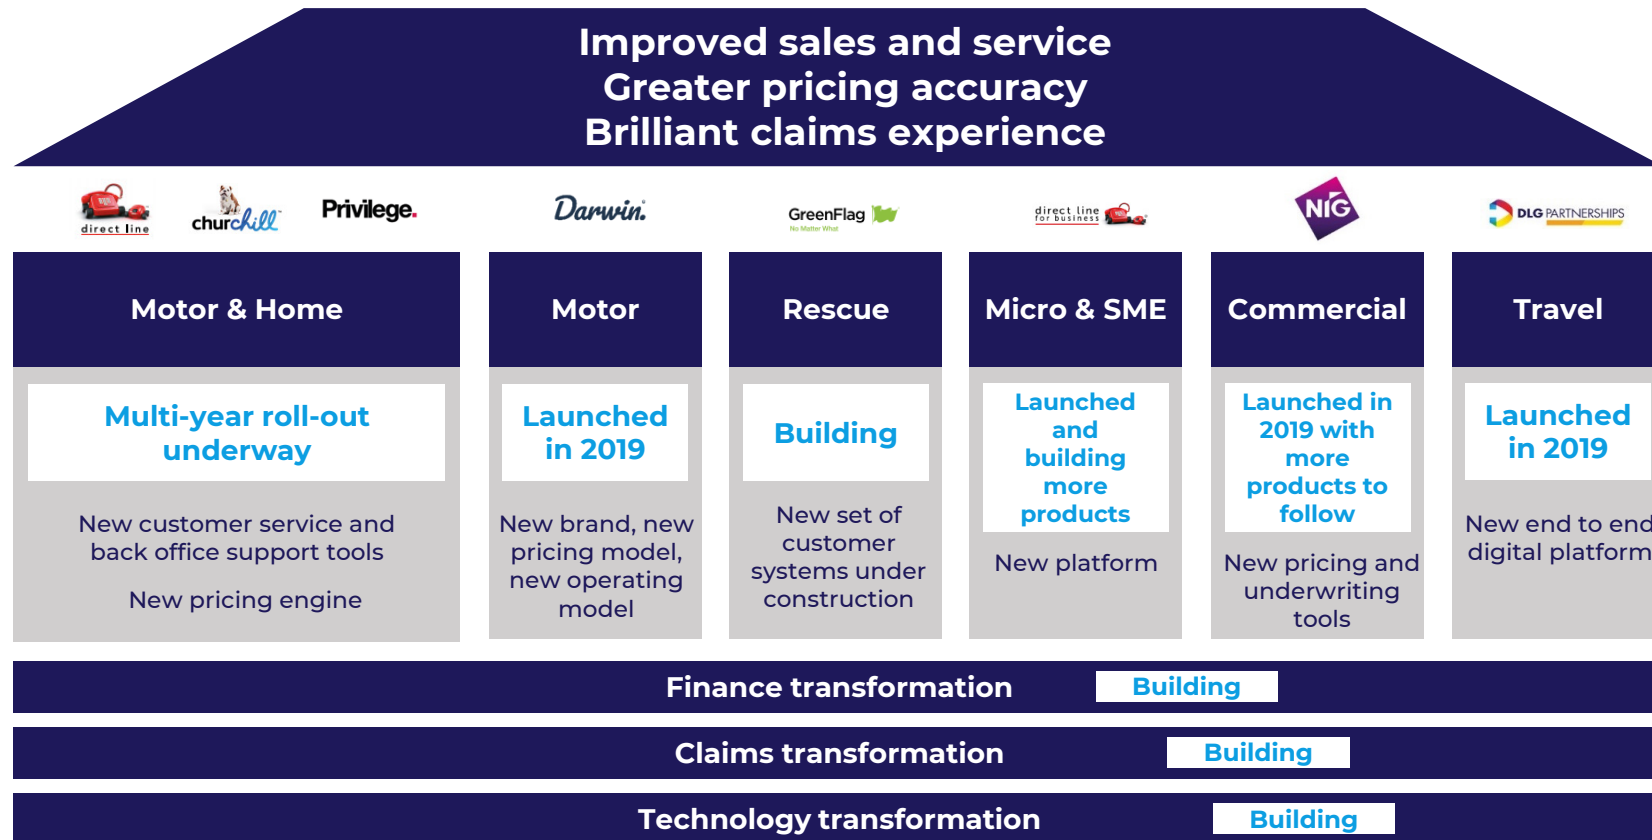 Improved sales and service
Greater pricing accuracy
Brilliant claims experience
direct line
churchill
Privilege.
Darwin.
GreenFlag
No Matter What
direct line
for business
NIG
DLG PARTNERSHIPS
Motor & Home
Motor
Rescue
Micro & SME
Commercial
Travel
Multi-year roll-out
underway
New customer service and
back office support tools
New pricing engine
Launched
in 2019
New brand, new
pricing model,
new operating
model
Building
New set of
customer
systems under
construction
Launched
and
building
more
products
New platform
Launched in
2019 with
more
products to
follow
New pricing and
underwriting
tools
Launched
in 2019
New end to end
digital platform
Finance transformation Building
Claims transformation Building
Technology transformation Building